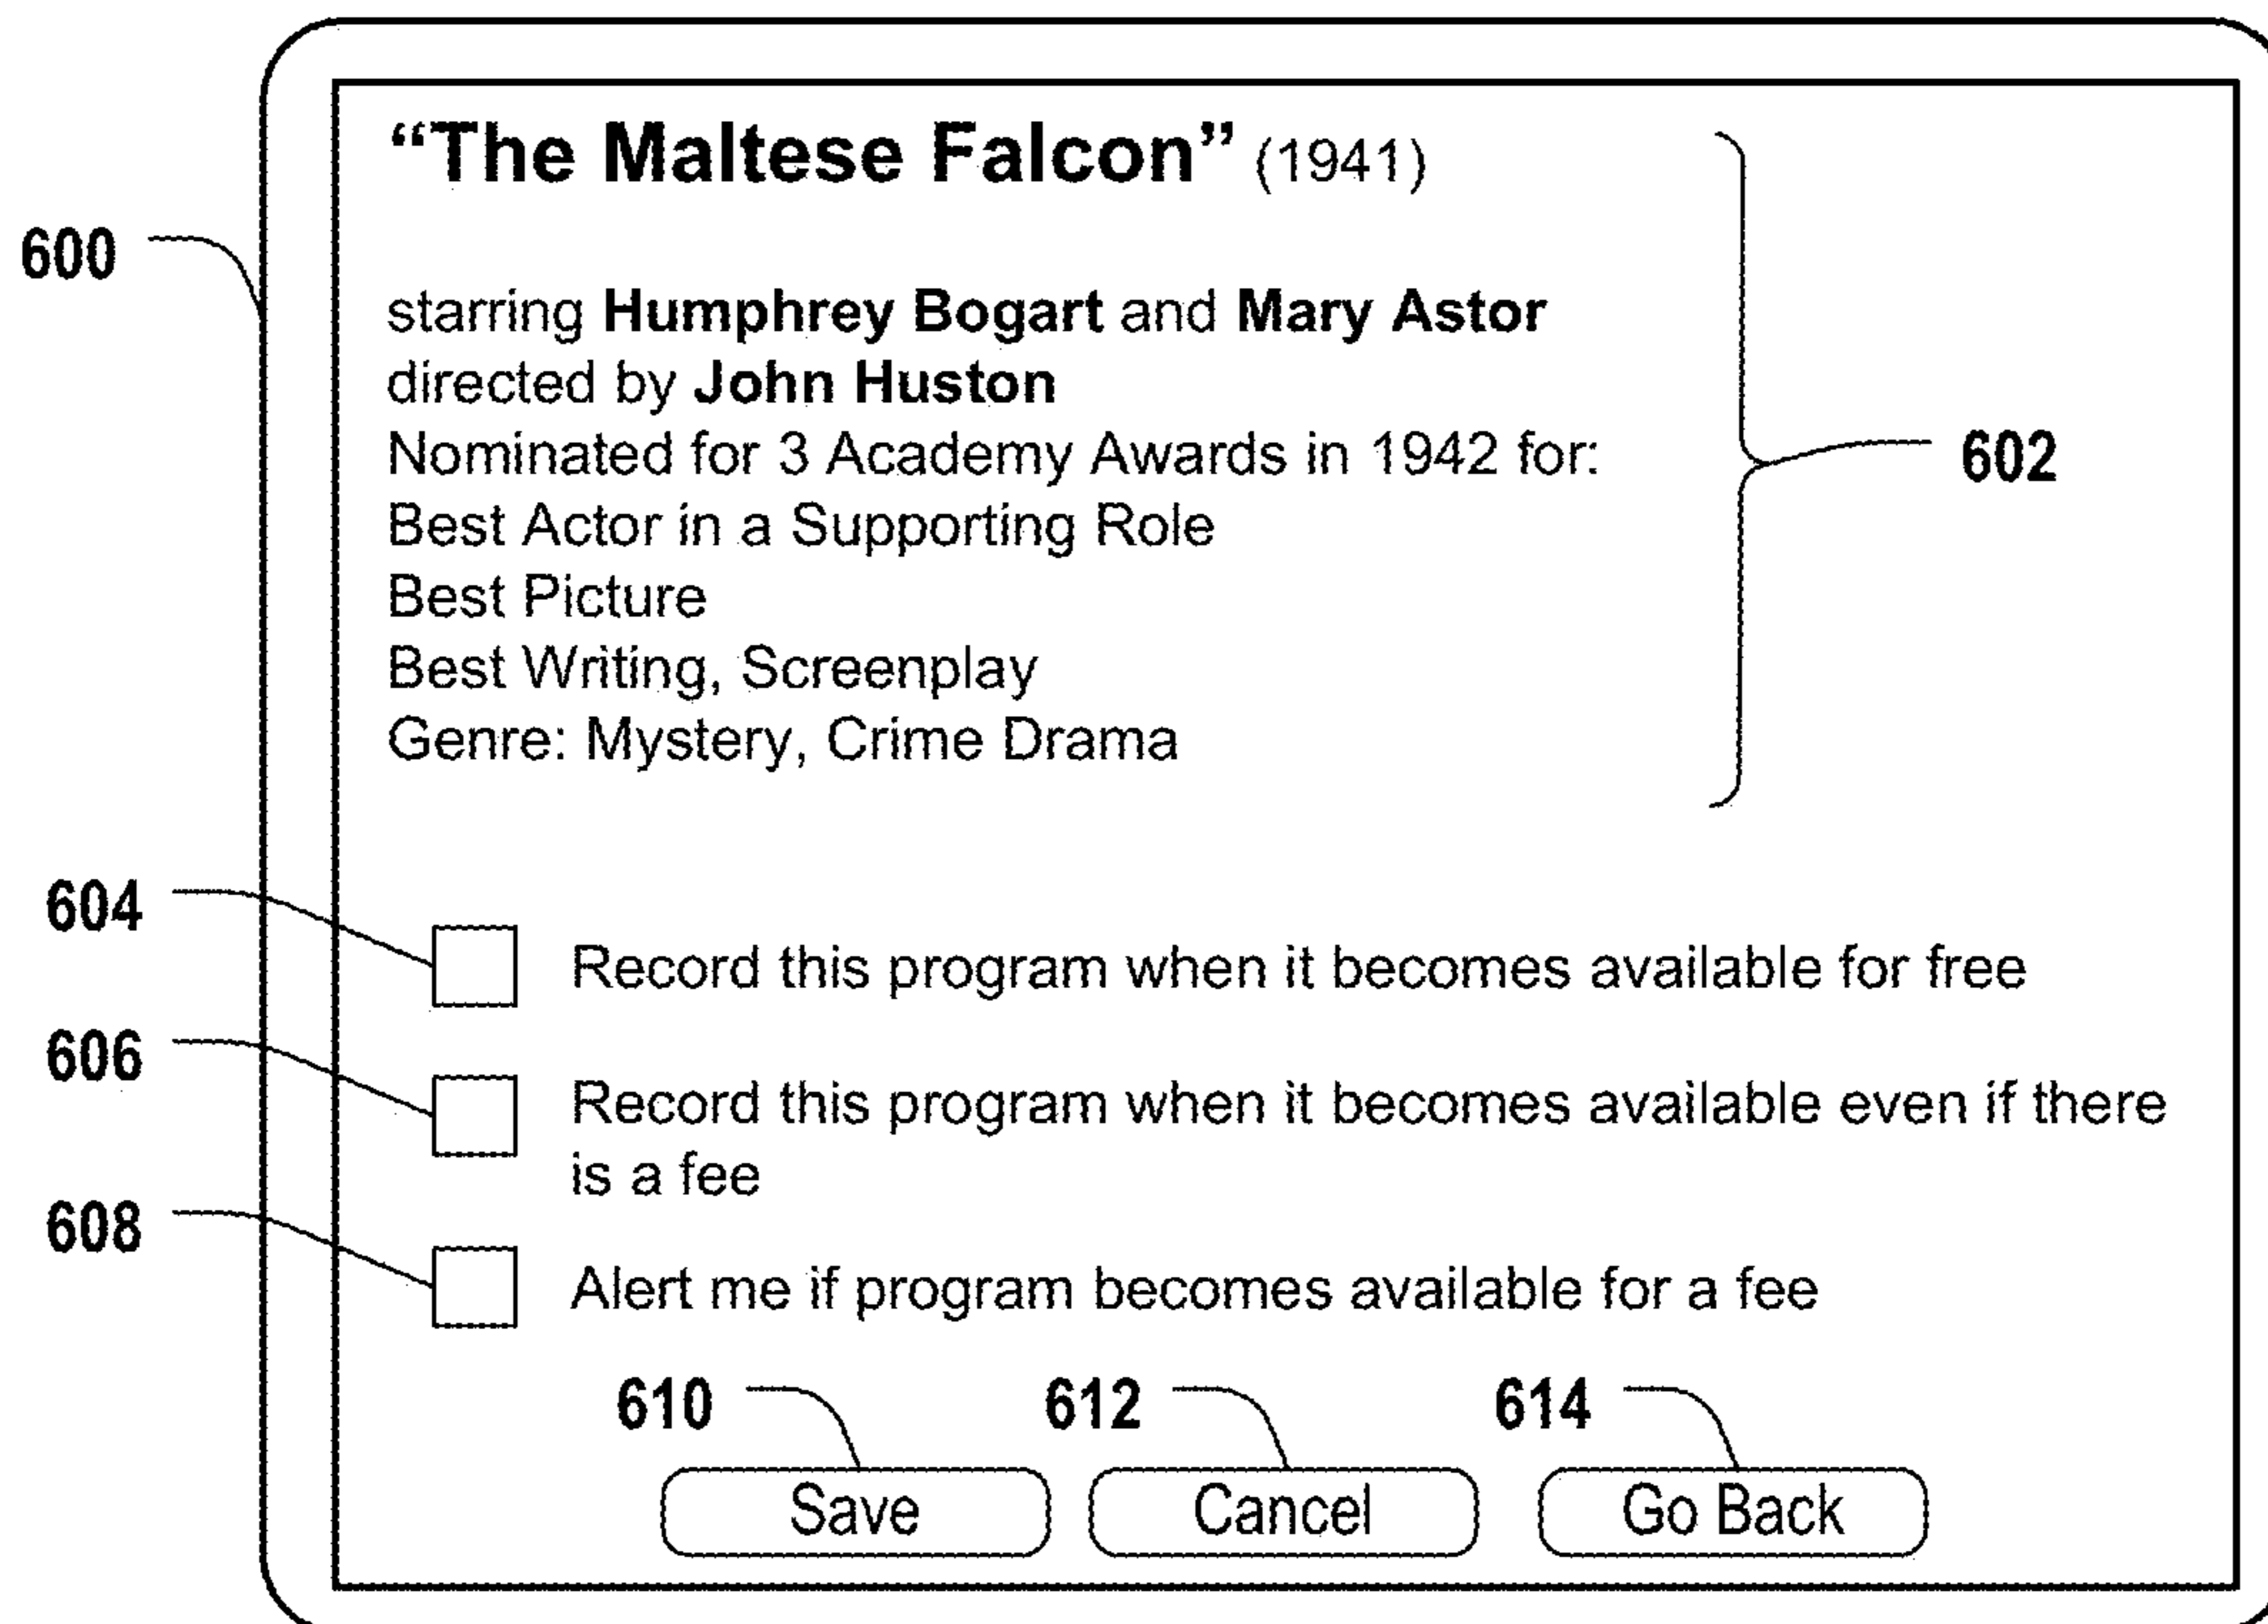 “The Maltese Falcon” (1941)
600
starring Humphrey Bogart and Mary Astor
directed by John Huston
Nominated for 3 Academy Awards in 1942 for:
602
Best Actor in a Supporting Role
Best Picture
Best Writing, Screenplay
Genre: Mystery, Crime Drama
604
Record this program when it becomes available for free
606
Record this program when it becomes available even if there
is a fee
608
Alert me if program becomes available for a fee
610
612
614
Save
Cancel
Go Back